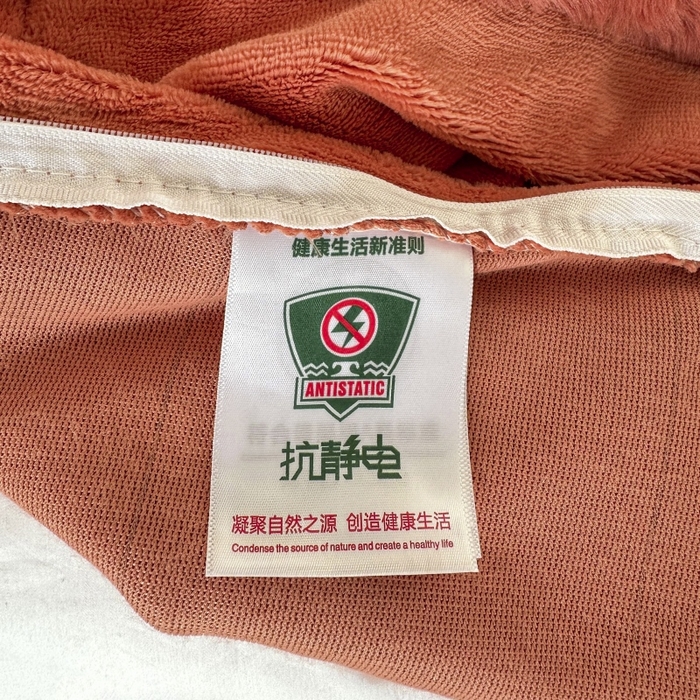 健康生活新准则
ANTISTATIC
抗静电
凝聚自然之源 创造健康生活
Condense the source of nature and create a healthy life